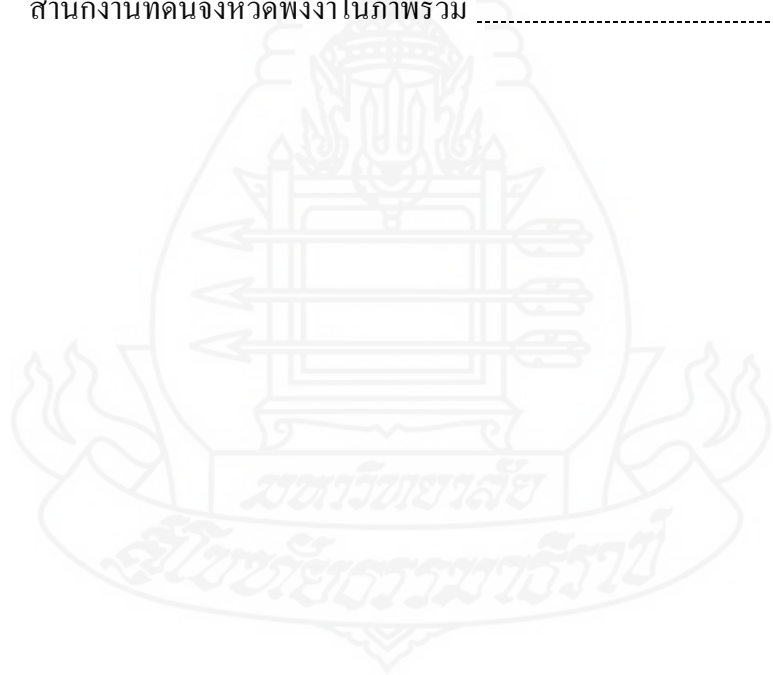 สำนักงานที่ดินจังหวัดพังงาในภาพรวม
มหาวิทยาลัย
สุโขทัยธรรมาธิราช